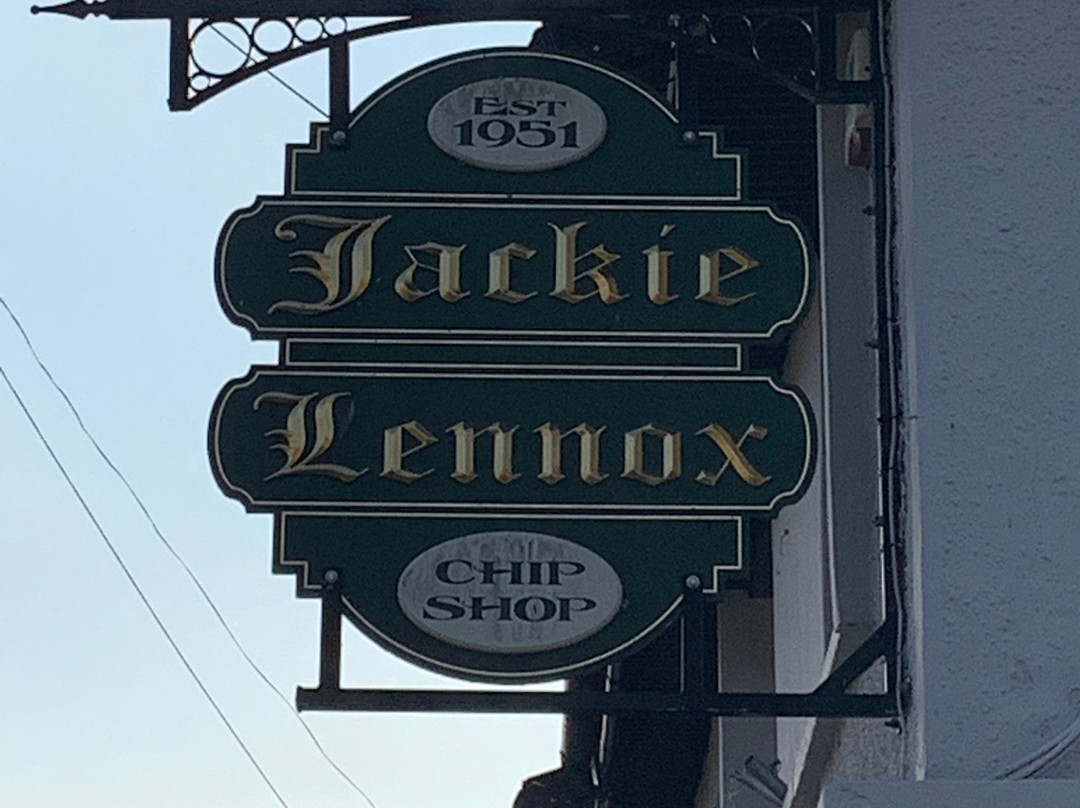 EST
1951
Jackie
Lennox
CHIP
SHOP